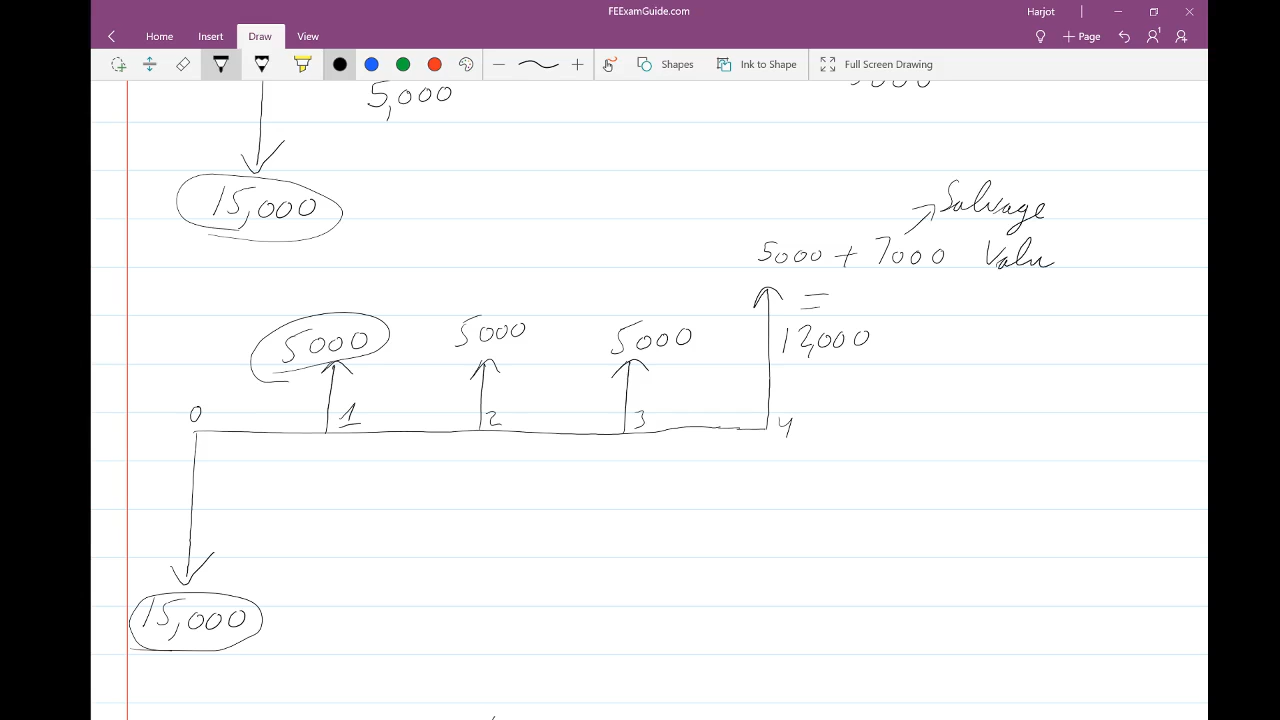 FEExamGuide.com
Harjot
Home Insert Draw View
Page
Shapes Ink to Shape Full Screen Drawing
5,000
15,000
Salvage
5000 + 7000 Valu
=
12,000
5000 5000 5000
0 1 2 3 4
15,000